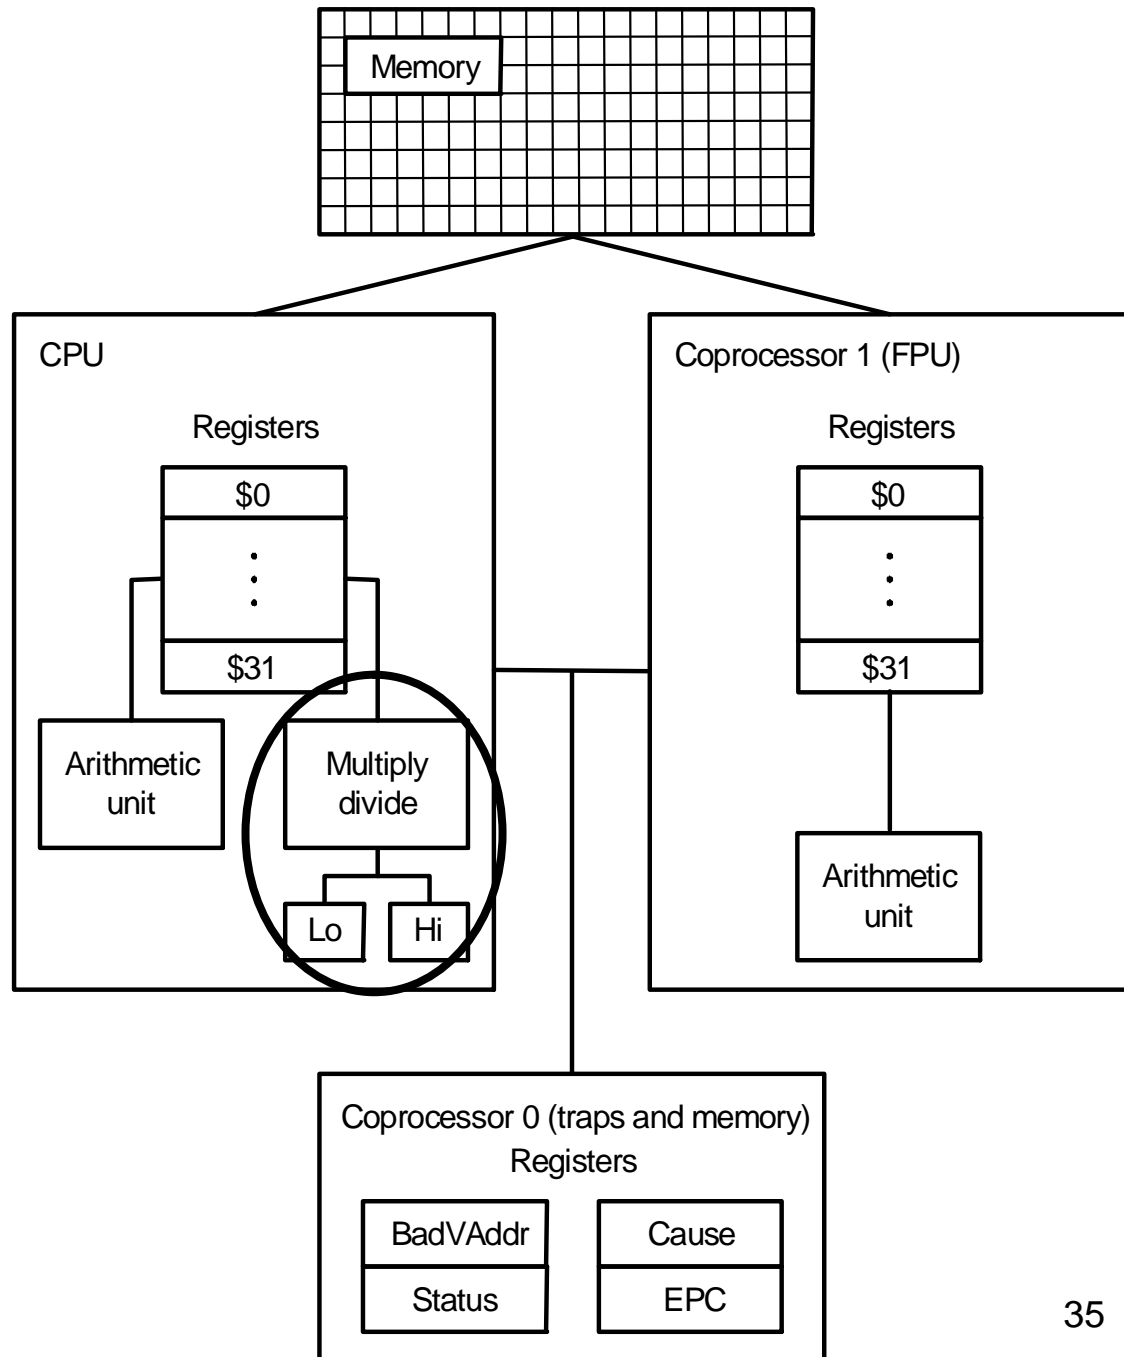 Memory
CPU
Registers
$0
$31
Arithmetic
unit
Multiply
divide
Lo
Hi
Coprocessor 1 (FPU)
Registers
$0
$31
Arithmetic
unit
Coprocessor 0 (traps and memory)
Registers
BadVAddr
Cause
Status
EPC
35